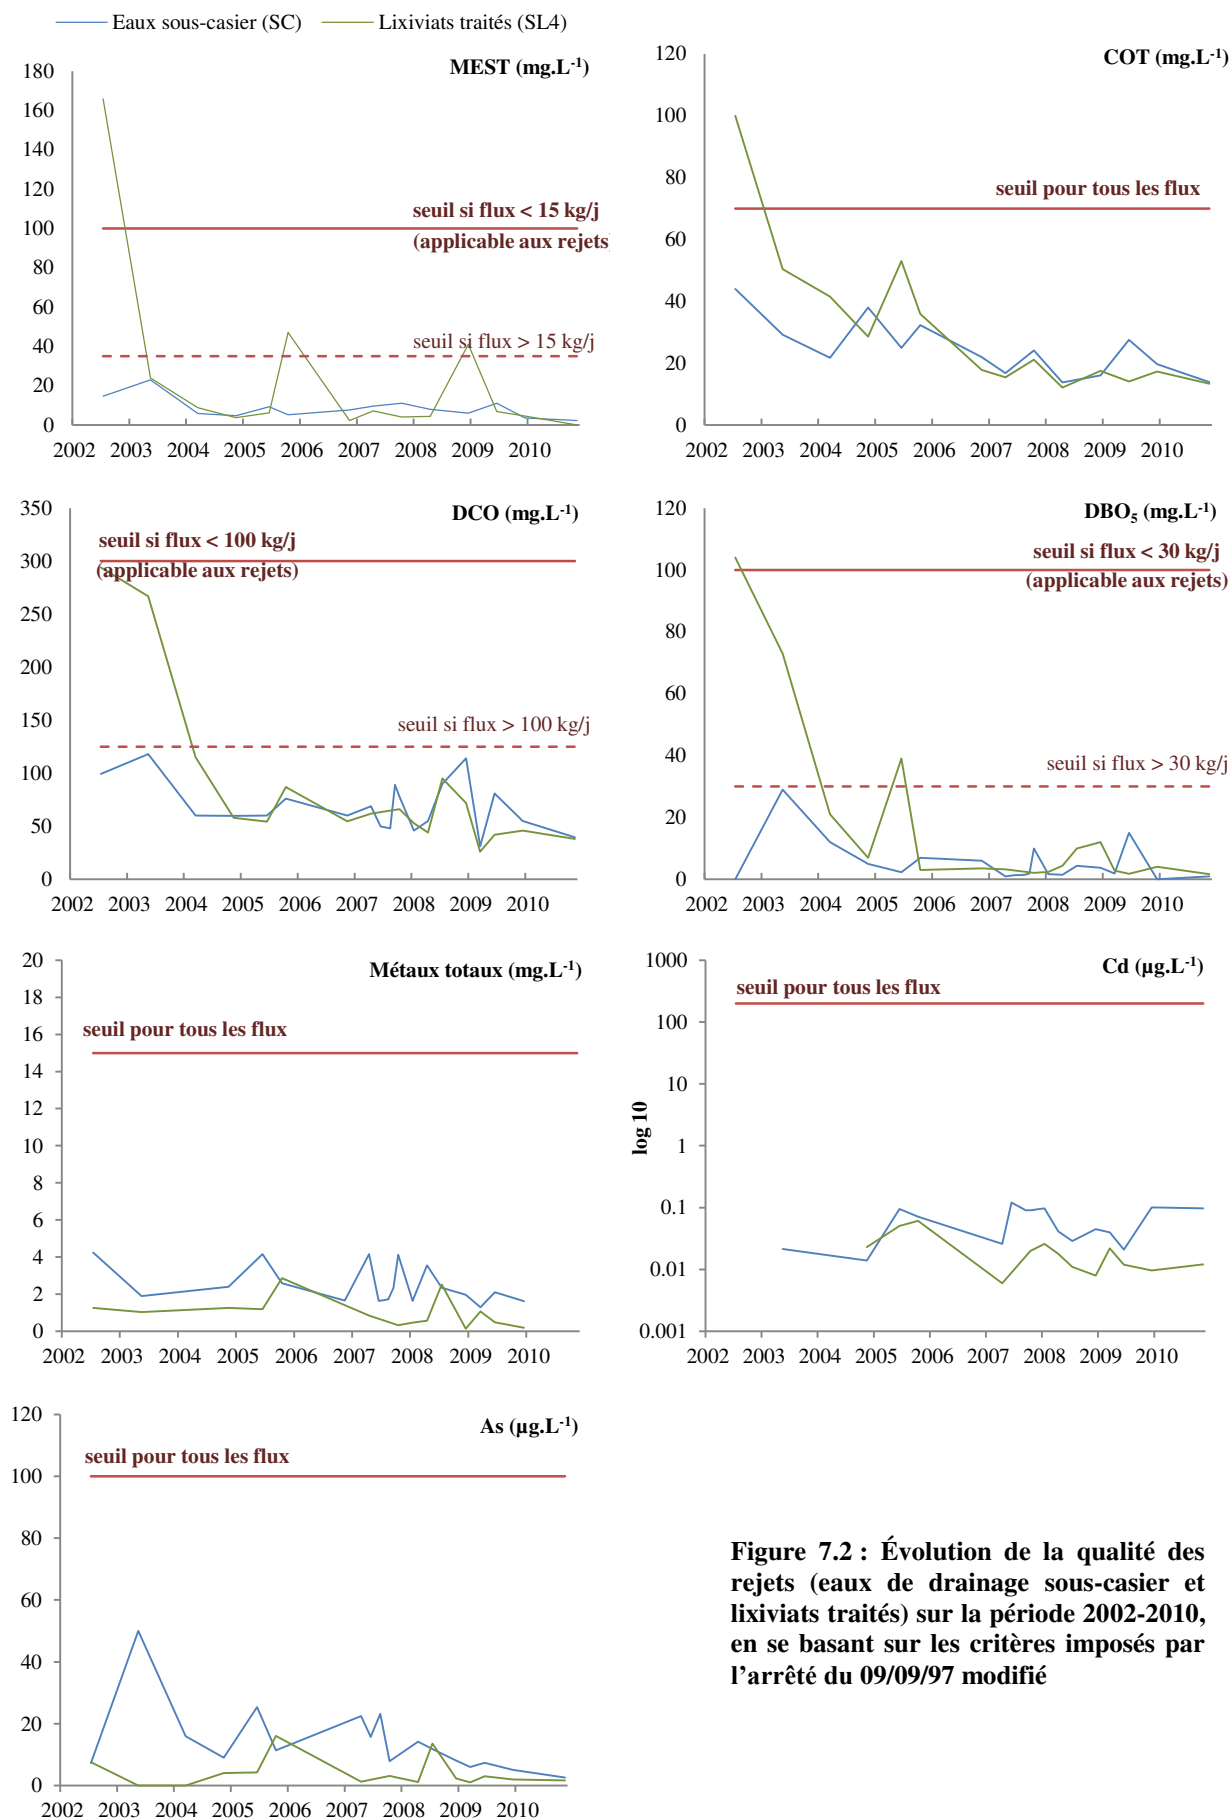 Eaux sous-casier (SC) Lixiviats traités (SL4)
MEST (mg.L-1)
180
160
140
120
100
80
60
40
20
0
seuil si flux < 15 kg/j
(applicable aux rejets)
seuil si flux > 15 kg/j
2002 2003 2004 2005 2006 2007 2008 2009 2010
COT (mg.L-1)
120
100
80
60
40
20
0
seuil pour tous les flux
2002 2003 2004 2005 2006 2007 2008 2009 2010
DCO (mg.L-1)
350
300
250
200
150
100
50
0
seuil si flux < 100 kg/j
(applicable aux rejets)
seuil si flux > 100 kg/j
2002 2003 2004 2005 2006 2007 2008 2009 2010
DBO5 (mg.L-1)
120
100
80
60
40
20
0
seuil si flux < 30 kg/j
(applicable aux rejets)
seuil si flux > 30 kg/j
2002 2003 2004 2005 2006 2007 2008 2009 2010
Métaux totaux (mg.L-1)
20
18
16
14
12
10
8
6
4
2
0
seuil pour tous les flux
2002 2003 2004 2005 2006 2007 2008 2009 2010
Cd (µg.L-1)
1000
100
10
1
0.1
0.01
0.001
log 10
seuil pour tous les flux
2002 2003 2004 2005 2006 2007 2008 2009 2010
As (µg.L-1)
120
100
80
60
40
20
0
seuil pour tous les flux
2002 2003 2004 2005 2006 2007 2008 2009 2010
Figure 7.2 : Évolution de la qualité des
rejets (eaux de drainage sous-casier et
lixiviats traités) sur la période 2002-2010,
en se basant sur les critères imposés par
l'arrêté du 09/09/97 modifié